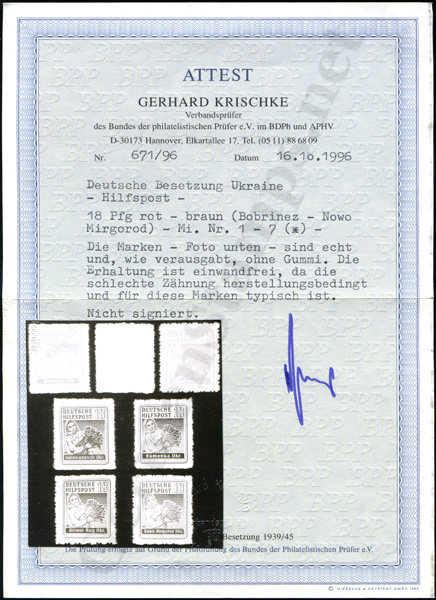 ATTEST
GERHARD KRISCHKE
Verbandsprüfer
des Bundes der philatelistischen Prüfer e.V. im BDPh und APHV
D-30173 Hannover, Elkartallee 17, Tel. (05 11) 88 68 09
Nr. 671/96 Datum 16.10.1996
Deutsche Besetzung Ukraine
- Hilfspost -
18 Pfg rot - braun (Bobrinez - Nowo
Mirgorod) - Mi. Nr. 1 - 7 (*) -
Die Marken - Foto unten - sind echt
und, wie verausgabt, ohne Gummi. Die
Erhaltung ist einwandfrei, da die
schlechte Zähnung herstellungsbedingt
und für diese Marken typisch ist.
Nicht signiert.
DEUTSCHE
HILFSPOST
DEUTSCHE
HILFSPOST
Kamenka Ukr.
DEUTSCHE
HILFSPOST
DEUTSCHE
HILFSPOST
Besetzung 1939/45
Die Prüfung erfolgte auf Grund der Prüfordnung des Bundes der Philatelistischen Prüfer e.V.